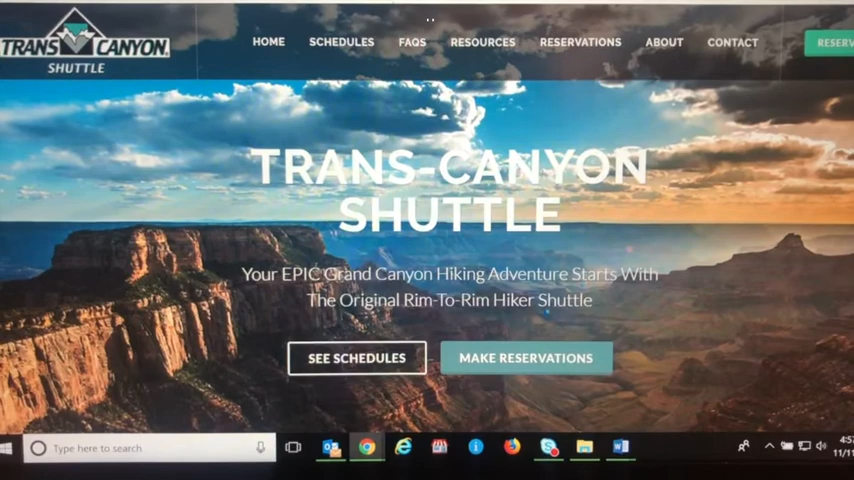 TRANS CANYON
SHUTTLE
HOME SCHEDULES FAQS RESOURCES RESERVATIONS ABOUT CONTACT
TRANS-CANYON
SHUTTLE
Your EPIC Grand Canyon Hiking Adventure Starts With
The Original Rim-To-Rim Hiker Shuttle
SEE SCHEDULES MAKE RESERVATIONS
Type here to search